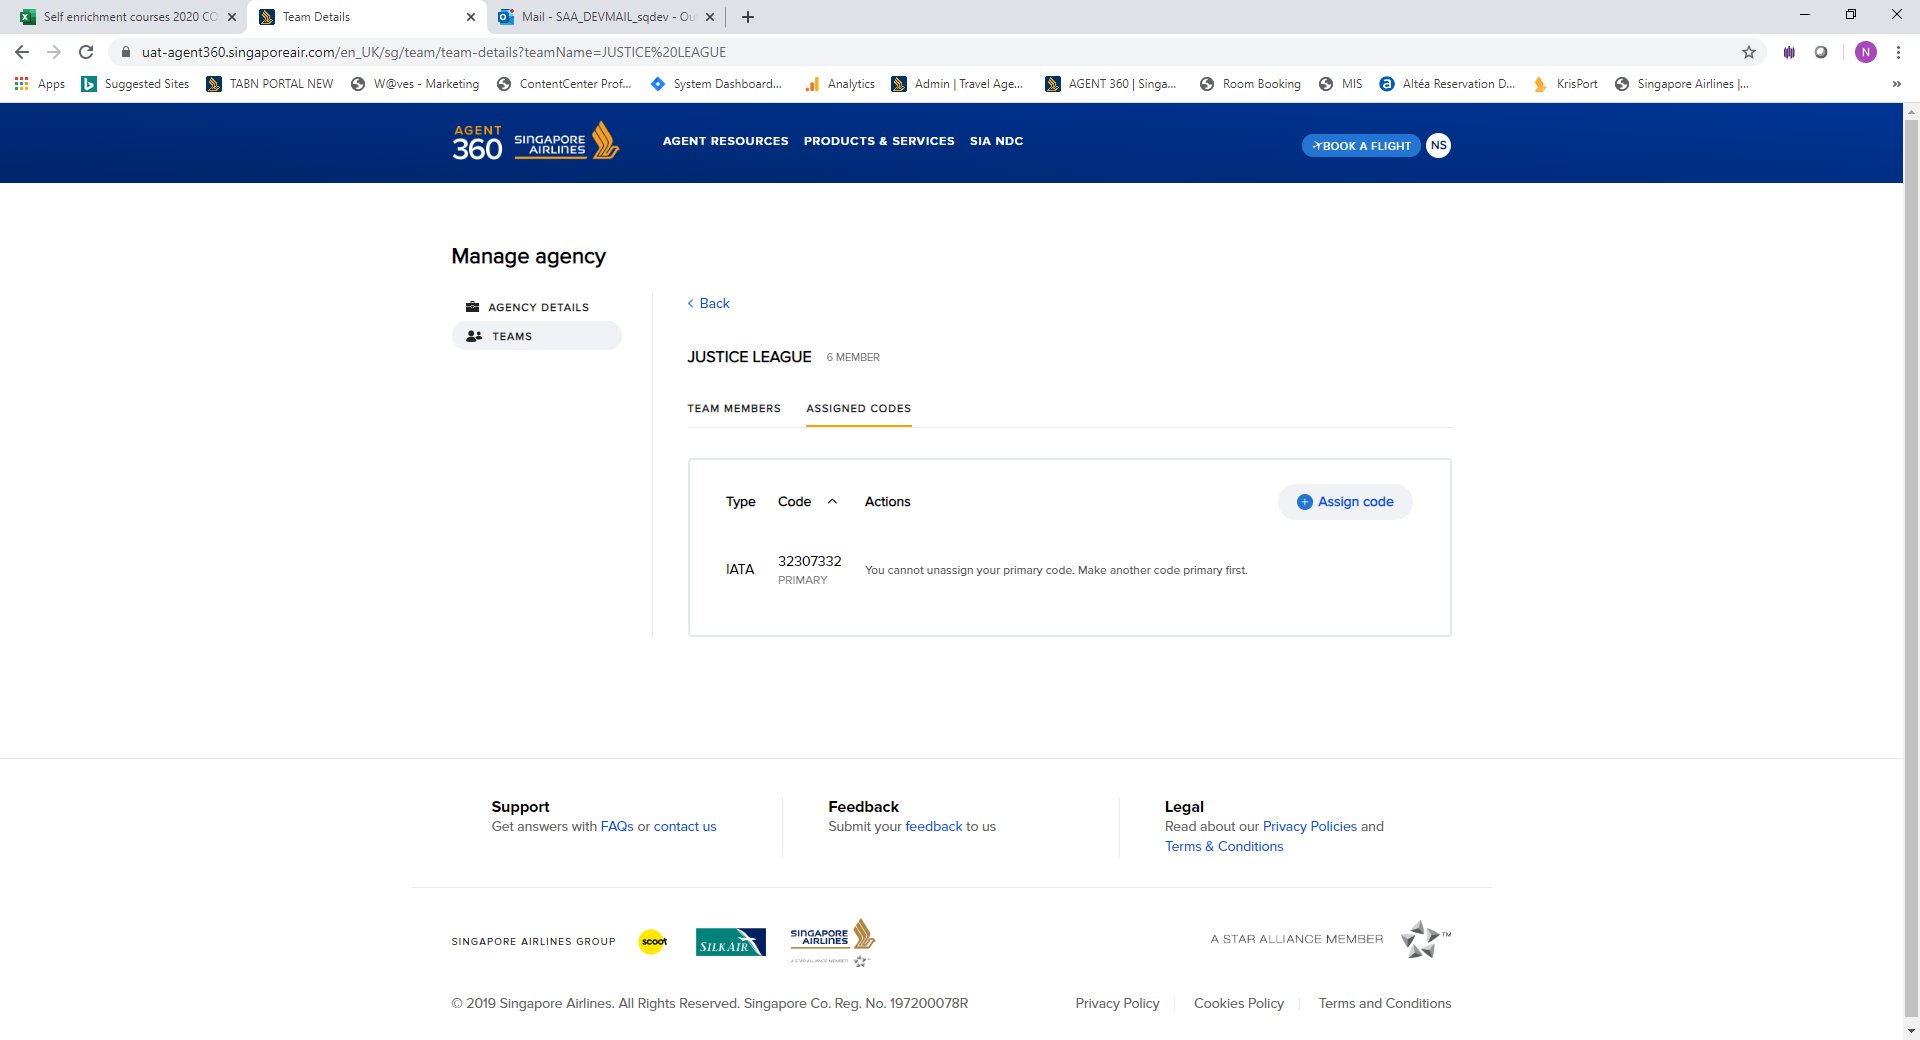 Self enrichment courses 2020 CO
Team Details
Mail - SAA_DEVMAIL_sqdev - Ou
uat-agent360.singaporeair.com/en_UK/sg/team/team-details?teamName=JUSTICE%20LEAGUE
N
Apps
Suggested Sites
TABN PORTAL NEW
W@ves - Marketing
ContentCenter Prof...
System Dashboard...
Analytics
Admin | Travel Age...
AGENT 360 | Singa...
Room Booking
MIS
Altéa Reservation D...
KrisPort
Singapore Airlines |...
»
AGENT
360
SINGAPORE
AIRLINES
AGENT RESOURCES
PRODUCTS & SERVICES
SIA NDC
BOOK A FLIGHT
NS
Manage agency
AGENCY DETAILS
TEAMS
Back
JUSTICE LEAGUE 6 MEMBER
TEAM MEMBERS
ASSIGNED CODES
Type Code Actions
+ Assign code
IATA
32307332
PRIMARY
You cannot unassign your primary code. Make another code primary first.
Support
Get answers with FAQs or contact us
Feedback
Submit your feedback to us
Legal
Read about our Privacy Policies and
Terms & Conditions
SINGAPORE AIRLINES GROUP
scoot
SILKAIR
SINGAPORE
AIRLINES
A STAR ALLIANCE MEMBER
A STAR ALLIANCE MEMBER
TM
© 2019 Singapore Airlines. All Rights Reserved. Singapore Co. Reg. No. 197200078R
Privacy Policy
Cookies Policy
Terms and Conditions